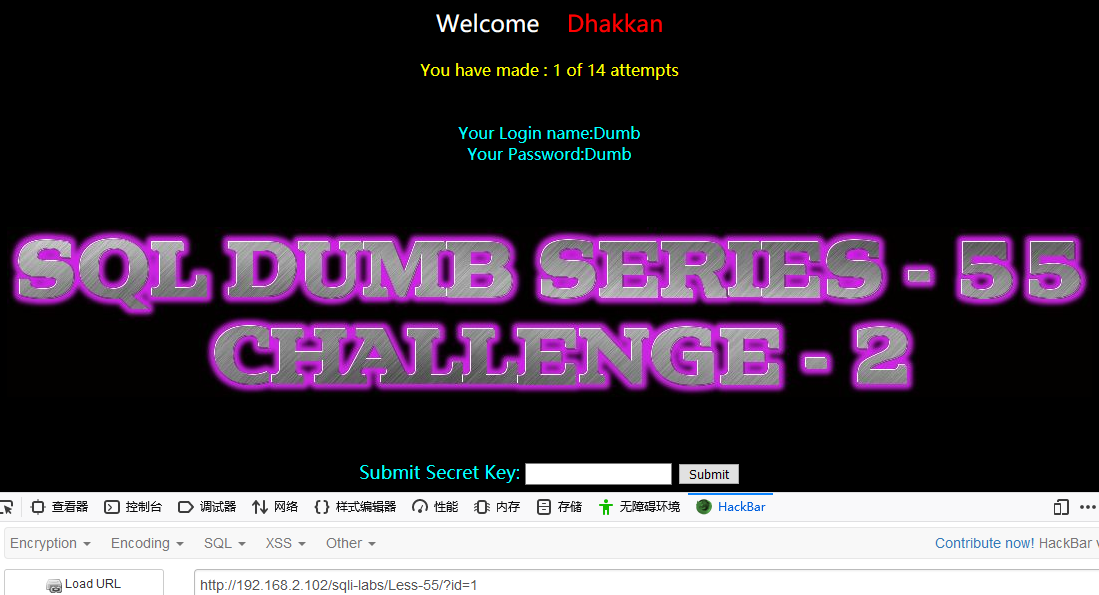 Welcome Dhakkan
You have made : 1 of 14 attempts
Your Login name:Dumb
Your Password:Dumb
SQL DUMB SERIES - 55
CHALLENGE - 2
Submit Secret Key: Submit
查看器 控制台 调试器 网络 样式编辑器 性能 内存 存储 无障碍环境 HackBar
Encryption Encoding SQL XSS Other Contribute now! HackBar v
Load URL http://192.168.2.102/sqli-labs/Less-55/?id=1